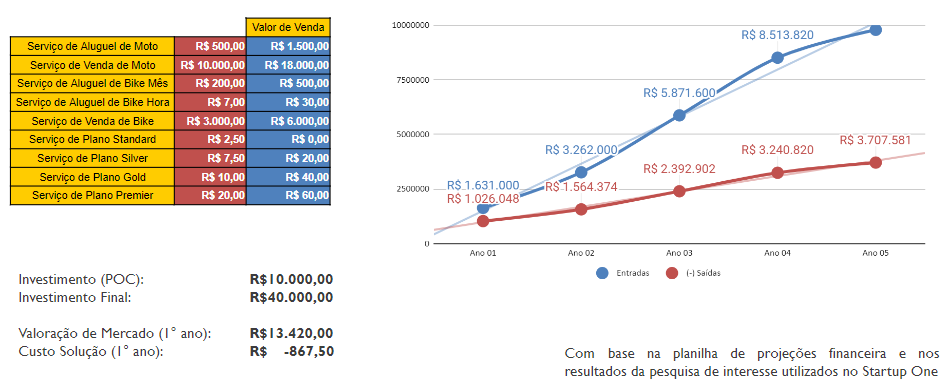 Valor de Venda
Serviço de Aluguel de Moto R$ 500,00 R$ 1.500,00
Serviço de Venda de Moto R$ 10.000,00 R$ 18.000,00
Serviço de Aluguel de Bike Mês R$ 200,00 R$ 500,00
Serviço de Aluguel de Bike Hora R$ 7,00 R$ 30,00
Serviço de Venda de Bike R$ 3.000,00 R$ 6.000,00
Serviço de Plano Standard R$ 2,50 R$ 0,00
Serviço de Plano Silver R$ 7,50 R$ 20,00
Serviço de Plano Gold R$ 10,00 R$ 40,00
Serviço de Plano Premier R$ 20,00 R$ 60,00
10000000
7500000
5000000
2500000
0
R$ 1.631.000
R$ 3.262.000
R$ 5.871.600
R$ 8.513.820
R$ 1.026.048
R$ 1.564.374
R$ 2.392.902
R$ 3.240.820
R$ 3.707.581
Ano 01 Ano 02 Ano 03 Ano 04 Ano 05
Entradas (-) Saídas
Investimento (POC): R$10.000,00
Investimento Final: R$40.000,00
Valoração de Mercado (1° ano): R$13.420,00
Custo Solução (1° ano): R$ -867,50
Com base na planilha de projeções financeira e nos
resultados da pesquisa de interesse utilizados no Startup One